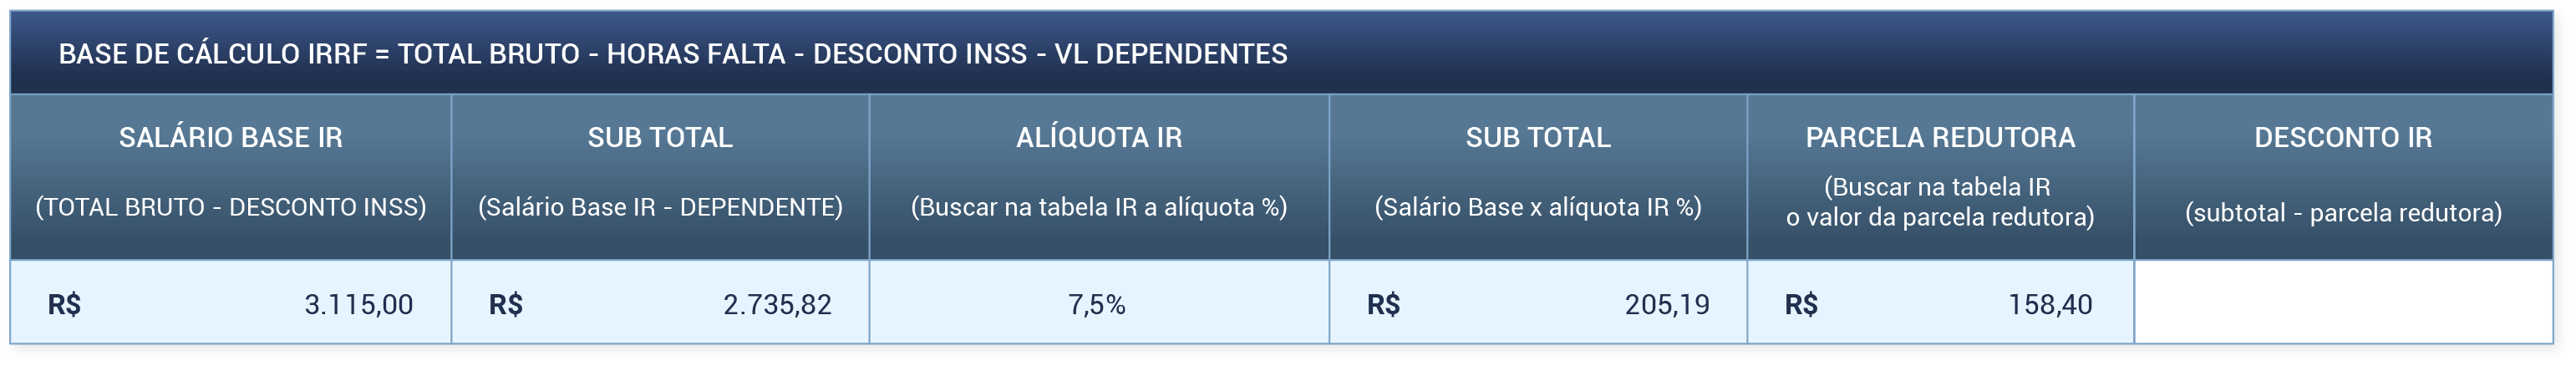 BASE DE CÁLCULO IRRF = TOTAL BRUTO - HORAS FALTA - DESCONTO INSS - VL DEPENDENTES
SALÁRIO BASE IR
(TOTAL BRUTO - DESCONTO INSS)
SUB TOTAL
(Salário Base IR - DEPENDENTE)
ALÍQUOTA IR
(Buscar na tabela IR a alíquota %)
SUB TOTAL
(Salário Base x alíquota IR %)
PARCELA REDUTORA
(Buscar na tabela IR
o valor da parcela redutora)
DESCONTO IR
(subtotal - parcela redutora)
R$ 3.115,00
R$ 2.735,82
7,5%
R$ 205,19
R$ 158,40